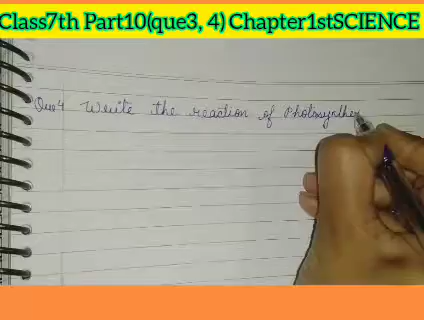 Class7th Part10(que3, 4) Chapter1stSCIENCE
Que4 Write the reaction of Photosynthes